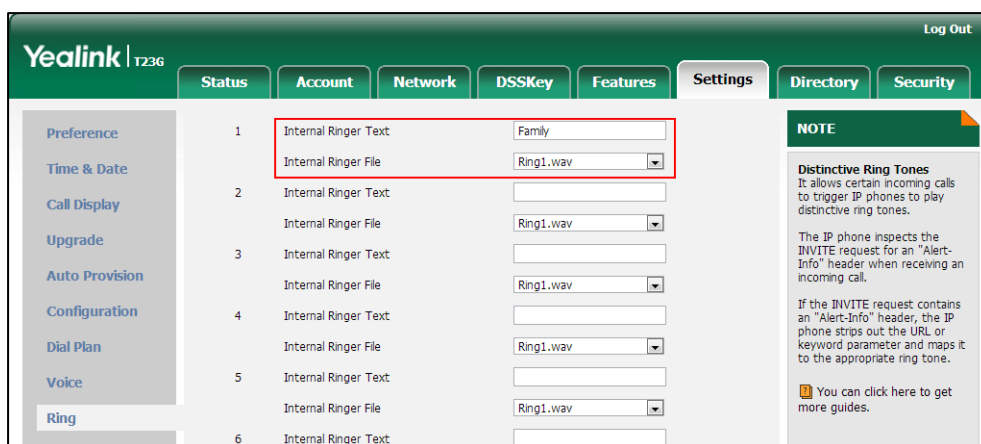 Log Out
Yealink T23G
Status Account Network DSSKey Features Settings Directory Security
Preference
Time & Date
Call Display
Upgrade
Auto Provision
Configuration
Dial Plan
Voice
Ring
1 Internal Ringer Text Family
Internal Ringer File Ring1.wav
2 Internal Ringer Text
Internal Ringer File Ring1.wav
3 Internal Ringer Text
Internal Ringer File Ring1.wav
4 Internal Ringer Text
Internal Ringer File Ring1.wav
5 Internal Ringer Text
Internal Ringer File Ring1.wav
6 Internal Ringer Text
NOTE
Distinctive Ring Tones
It allows certain incoming calls
to trigger IP phones to play
distinctive ring tones.
The IP phone inspects the
INVITE request for an "Alert-
Info" header when receiving an
incoming call.
If the INVITE request contains
an "Alert-Info" header, the IP
phone strips out the URL or
keyword parameter and maps it
to the appropriate ring tone.
You can click here to get
more guides.